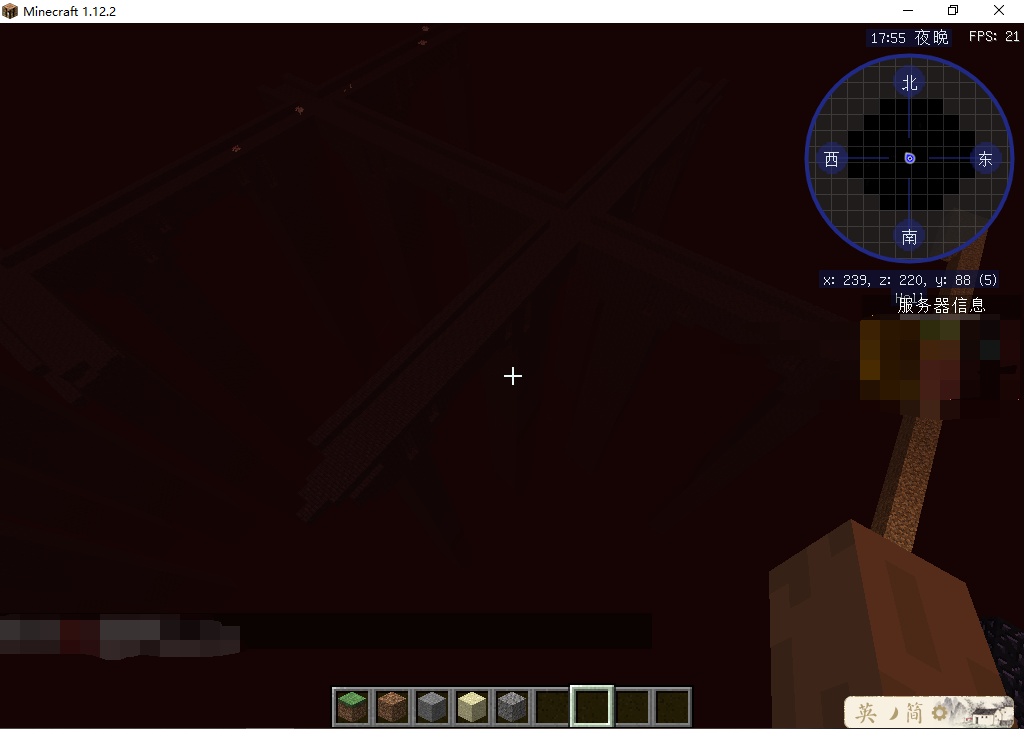 Minecraft 1.12.2
17:55 夜晚 FPS: 21
北
西 东
南
x: 239, z: 220, y: 88 (5)
Hell
服务器信息
英 简